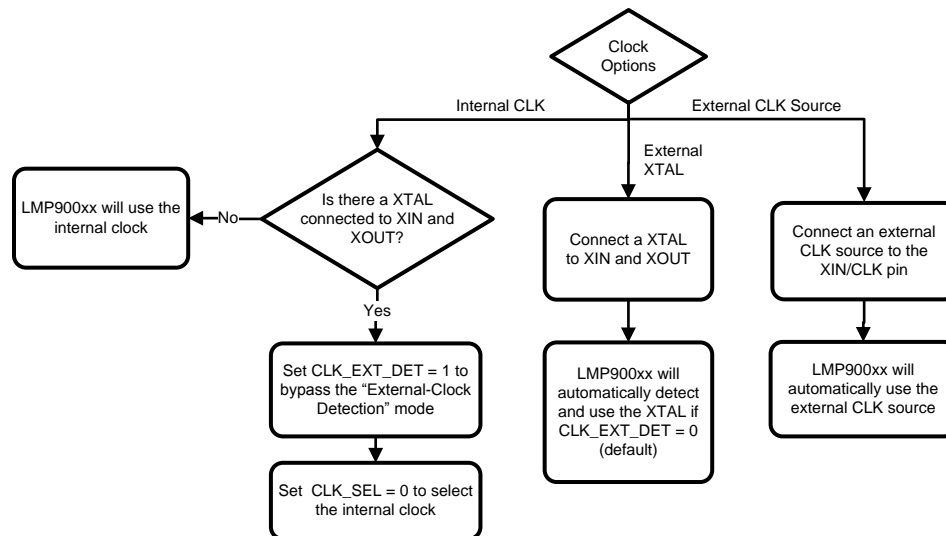 Clock
Options
Internal CLK
External CLK Source
External
XTAL
Is there a XTAL
connected to XIN and
XOUT?
No
LMP900xx will use the
internal clock
Yes
Set CLK_EXT_DET = 1 to
bypass the “External-Clock
Detection” mode
Set CLK_SEL = 0 to select
the internal clock
Connect a XTAL
to XIN and XOUT
LMP900xx will
automatically detect
and use the XTAL if
CLK_EXT_DET = 0
(default)
Connect an external
CLK source to the
XIN/CLK pin
LMP900xx will
automatically use the
external CLK source